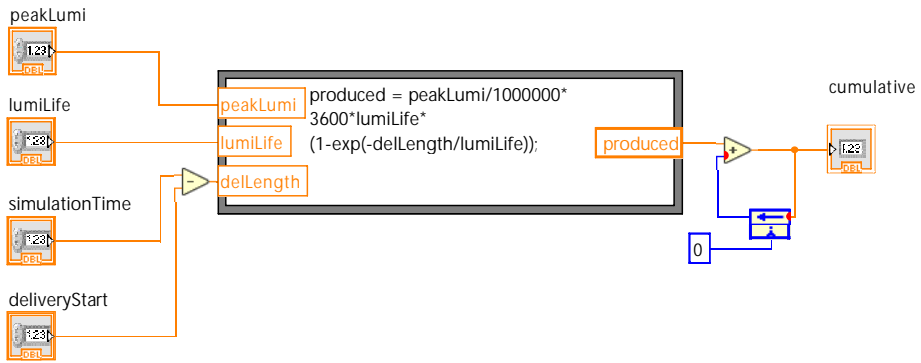 peakLumi
1.23
DBL
lumiLife
1.23
DBL
simulationTime
1.23
DBL
deliveryStart
1.23
DBL
peakLumi
lumiLife
delLength
-
produced = peakLumi/1000000*
3600*lumiLife*
(1-exp(-delLength/lumiLife));
produced
+
0
cumulative
1.23
DBL